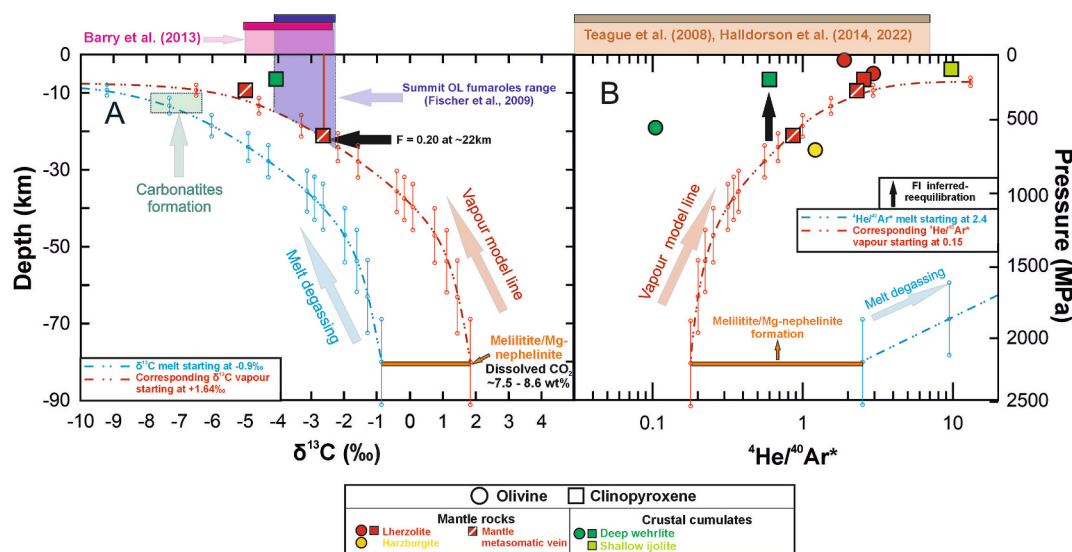 Barry et al. (2013)
Teague et al. (2008), Halldorson et al. (2014, 2022)
0
-10
-20
-30
-40
-50
-60
-70
-80
-90
Depth (km)
A
Summit OL fumaroles range
(Fischer et al., 2009)
F = 0.20 at ~22km
Carbonatites
formation
Melt degassing
Vapour model line
Melilitite/Mg-
nephelinite
Dissolved CO2
~7.5 - 8.6 wt%
δ13C melt starting at -0.9‰
Corresponding δ13C vapour
starting at +1.64‰
-10 -9 -8 -7 -6 -5 -4 -3 -2 -1 0 1 2 3 4
δ13C (‰)
B
Vapour model line
FI inferred-
reequilibration
4He/40Ar* melt starting at 2.4
Corresponding 4He/40Ar*
vapour starting at 0.15
Melilitite/Mg-nephelinite
formation
Melt degassing
0
500
1000
1500
2000
2500
Pressure (MPa)
0.1 1 10
4He/40Ar*
Olivine Clinopyroxene
Mantle rocks
Lherzolite
Harzburgite
Mantle
metasomatic vein
Crustal cumulates
Deep wehrlite
Shallow ijolite